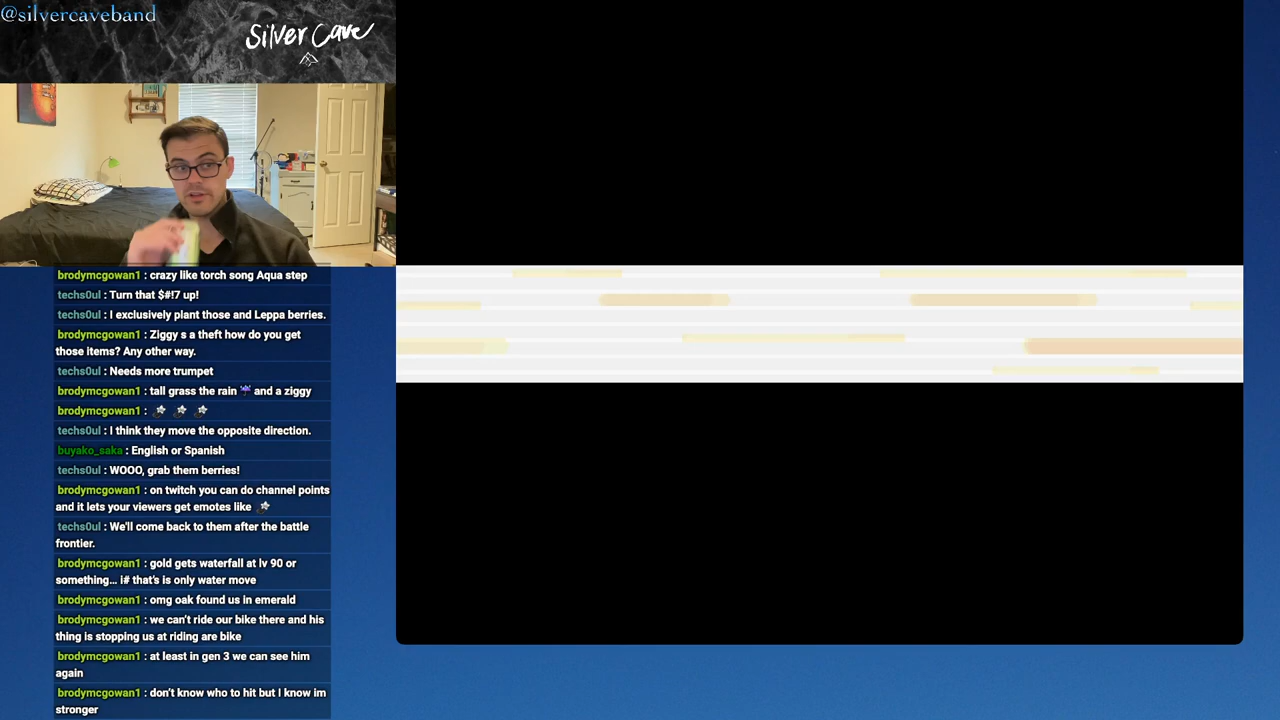 @silvercaveband
Silver Cave
brodymcgowan1 : crazy like torch song Aqua step
techs0ul : Turn that $#!7 up!
techs0ul : I exclusively plant those and Leppa berries.
brodymcgowan1 : Ziggy s a theft how do you get
those items? Any other way.
techs0ul : Needs more trumpet
brodymcgowan1 : tall grass the rain ☔ and a ziggy
brodymcgowan1 :
techs0ul : I think they move the opposite direction.
buyako_saka : English or Spanish
techs0ul : WOOO, grab them berries!
brodymcgowan1 : on twitch you can do channel points
and it lets your viewers get emotes like
techs0ul : We'll come back to them after the battle
frontier.
brodymcgowan1 : gold gets waterfall at lv 90 or
something… i# that's is only water move
brodymcgowan1 : omg oak found us in emerald
brodymcgowan1 : we can't ride our bike there and his
thing is stopping us at riding are bike
brodymcgowan1 : at least in gen 3 we can see him
again
brodymcgowan1 : don't know who to hit but I know im
stronger